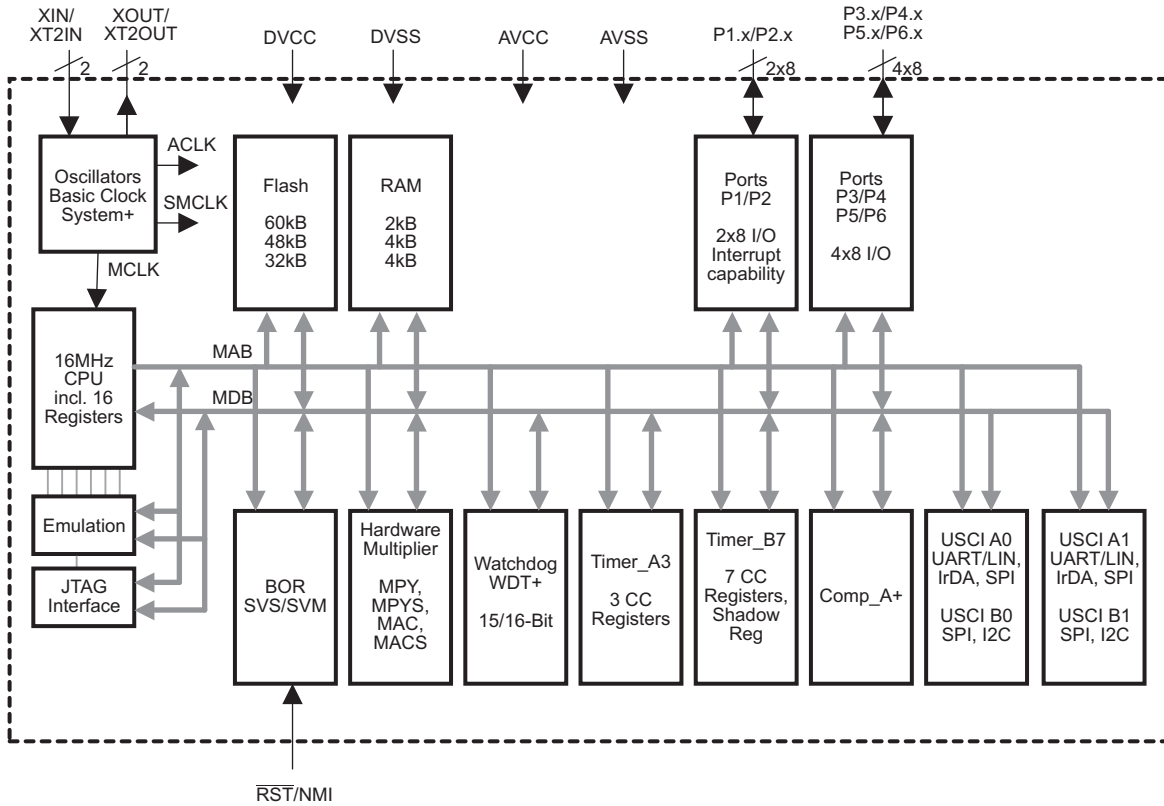 XIN/
XT2IN
XOUT/
XT2OUT
DVCC
DVSS
AVCC
AVSS
P1.x/P2.x
P3.x/P4.x
P5.x/P6.x
2
2
2x8
4x8
Oscillators
Basic Clock
System+
ACLK
SMCLK
MCLK
Flash
60kB
48kB
32kB
RAM
2kB
4kB
4kB
Ports
P1/P2
2x8 I/O
Interrupt
capability
Ports
P3/P4
P5/P6
4x8 I/O
16MHz
CPU
incl. 16
Registers
MAB
MDB
Emulation
JTAG
Interface
BOR
SVS/SVM
Hardware
Multiplier
MPY,
MPYS,
MAC,
MACS
Watchdog
WDT+
15/16-Bit
Timer_A3
3 CC
Registers
Timer_B7
7 CC
Registers,
Shadow
Reg
Comp_A+
USCI A0
UART/LIN,
IrDA, SPI
USCI B0
SPI, I2C
USCI A1
UART/LIN,
IrDA, SPI
USCI B1
SPI, I2C
RST/NMI